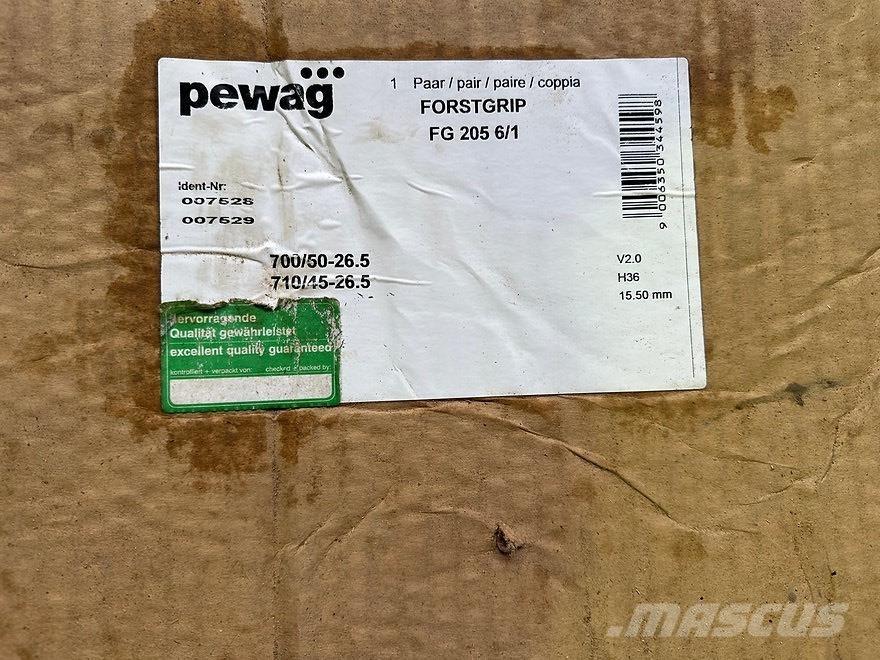 pewag
1 Paar / pair / paire / coppia
FORSTGRIP
FG 205 6/1
Ident-Nr:
007528
007529
700/50-26.5
710/45-26.5
9 006350 344598
V2.0
H36
15.50 mm
Hervorragende
Qualität gewährleistet
excellent quality guaranteed
kontrolliert + verpackt von: checked + packed by:
.MASCUS